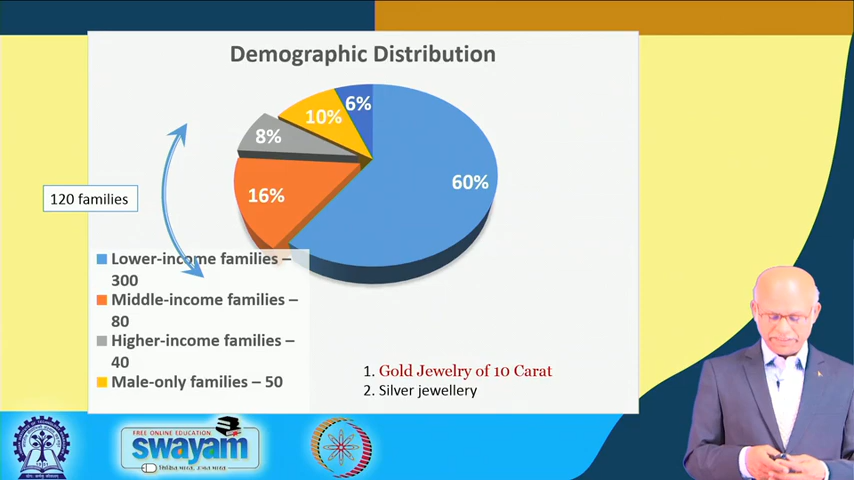 Demographic Distribution
6%
10%
8%
60%
16%
120 families
Lower-income families –
300
Middle-income families –
80
Higher-income families –
40
Male-only families – 50
1. Gold Jewelry of 10 Carat
2. Silver jewellery
FREE ONLINE EDUCATION
swayam